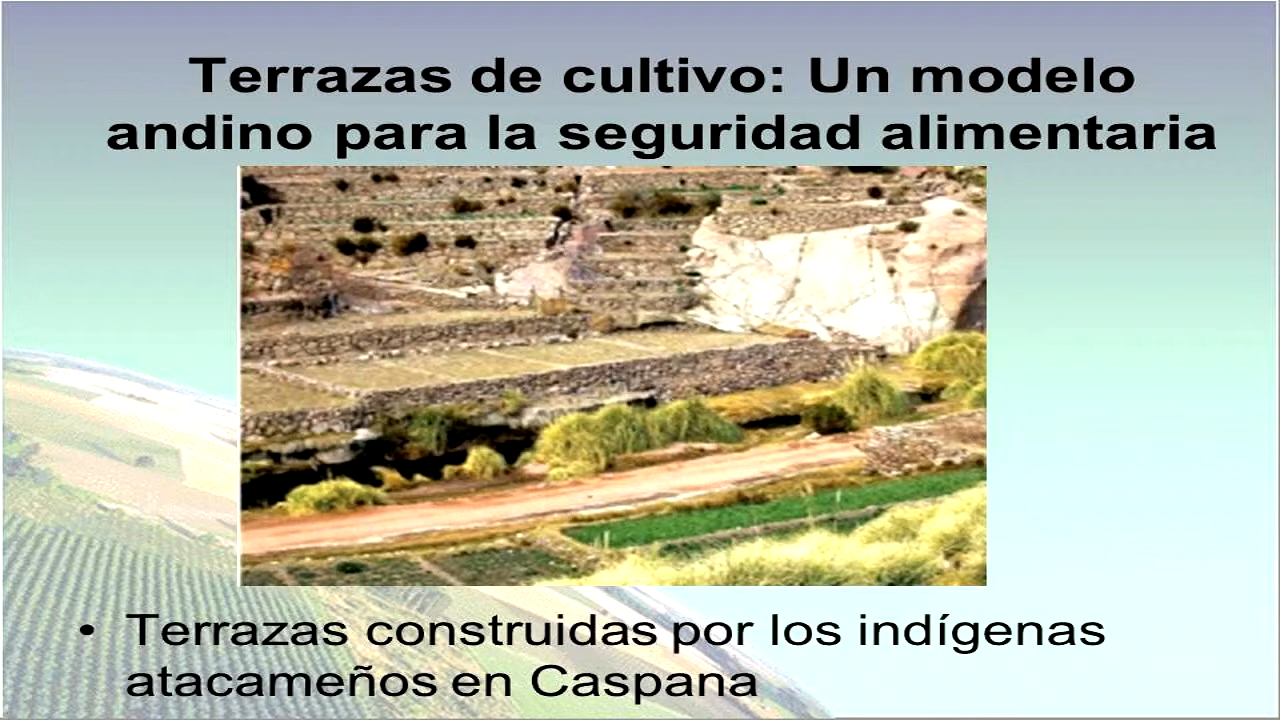 Terrazas de cultivo: Un modelo
andino para la seguridad alimentaria
• Terrazas construidas por los indígenas
atacameños en Caspana